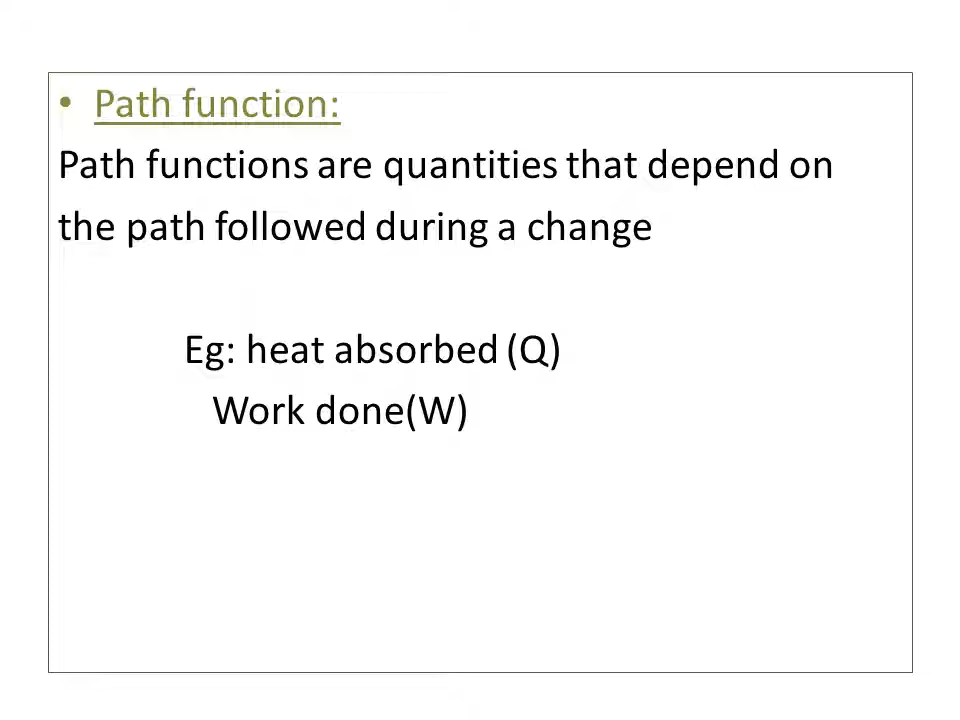 • Path function:
Path functions are quantities that depend on
the path followed during a change
Eg: heat absorbed (Q)
Work done(W)